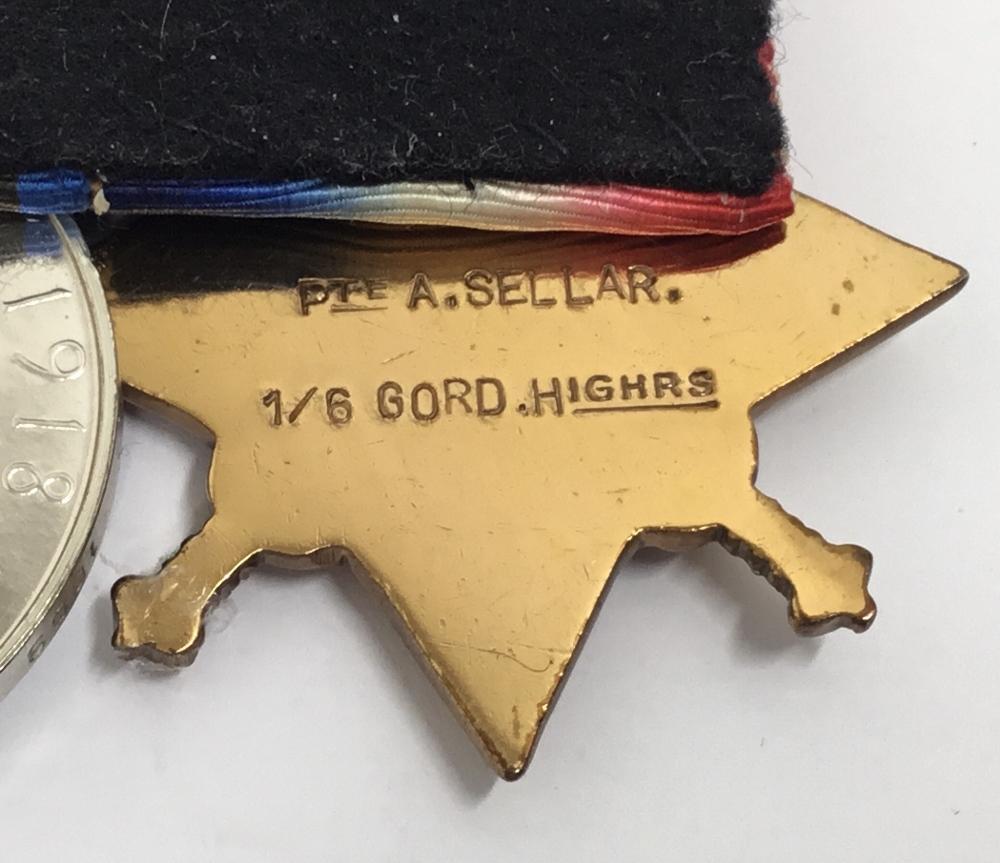 PTE A. SELLAR.
1/6 GORD. HIGHRS
1918